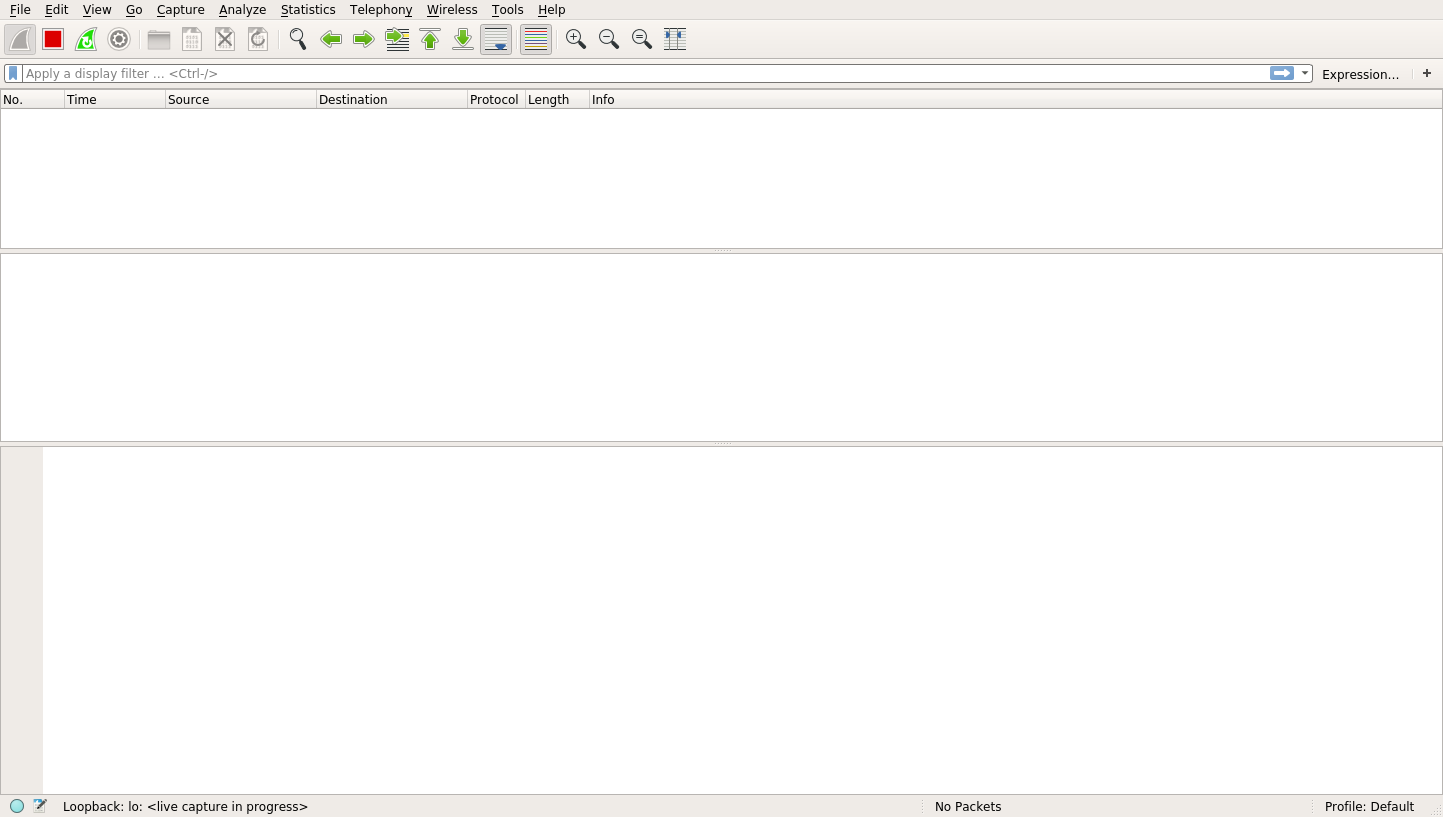 File Edit View Go Capture Analyze Statistics Telephony Wireless Tools Help
Apply a display filter ... <Ctrl-/> Expression... +
No. Time Source Destination Protocol Length Info
Loopback: lo: <live capture in progress> No Packets Profile: Default